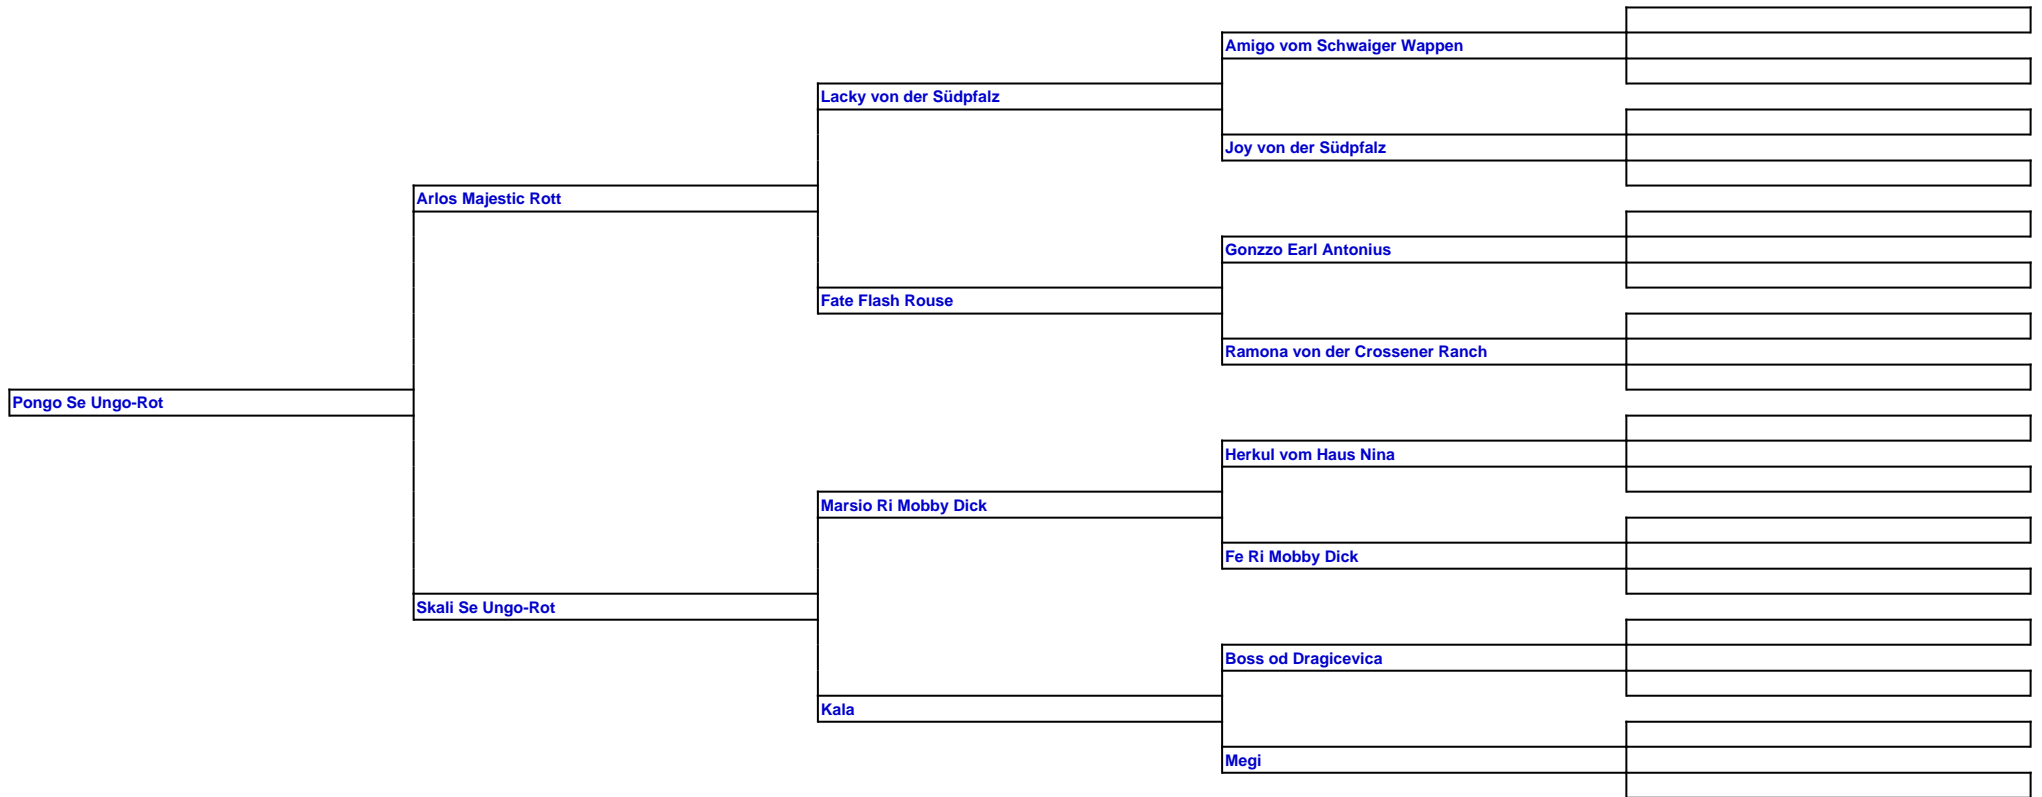 Amigo vom Schwaiger Wappen
Lacky von der Südpfalz
Joy von der Südpfalz
Arlos Majestic Rott
Gonzzo Earl Antonius
Fate Flash Rouse
Ramona von der Crossener Ranch
Pongo Se Ungo-Rot
Herkul vom Haus Nina
Marsio Ri Mobby Dick
Fe Ri Mobby Dick
Skali Se Ungo-Rot
Boss od Dragicevica
Kala
Megi